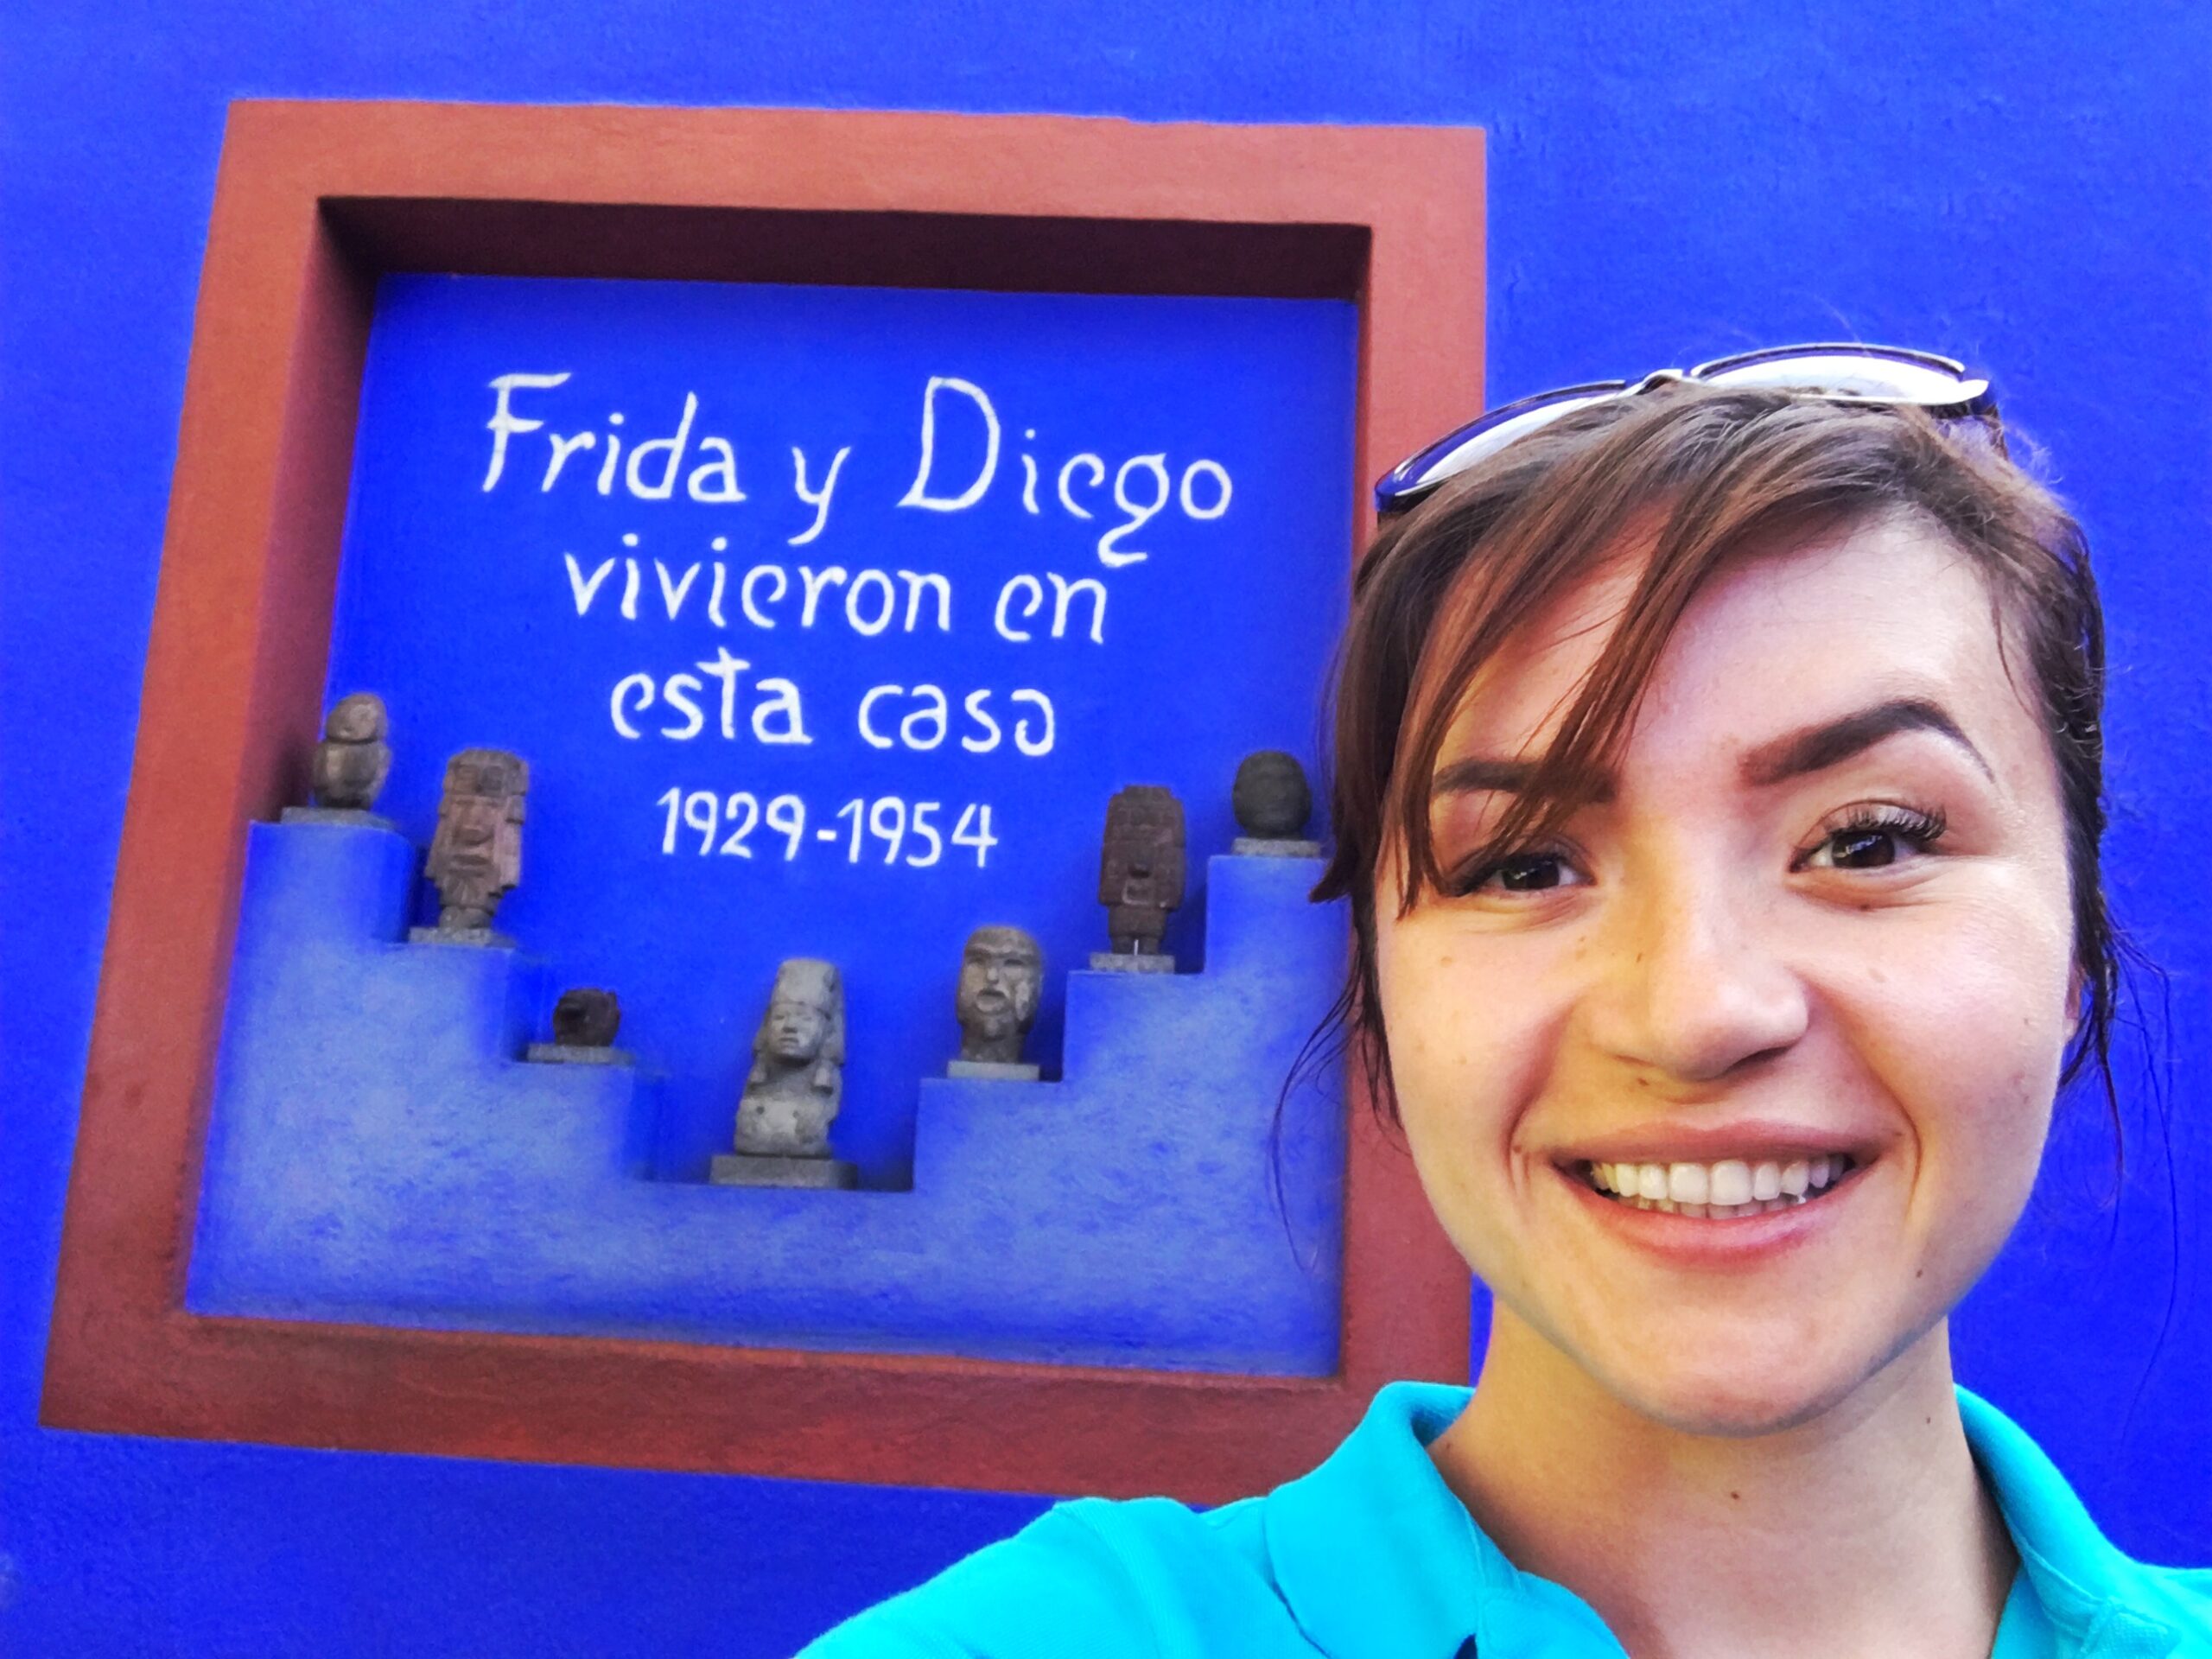 Frida y Diego
vivieron en
esta casa
1929-1954